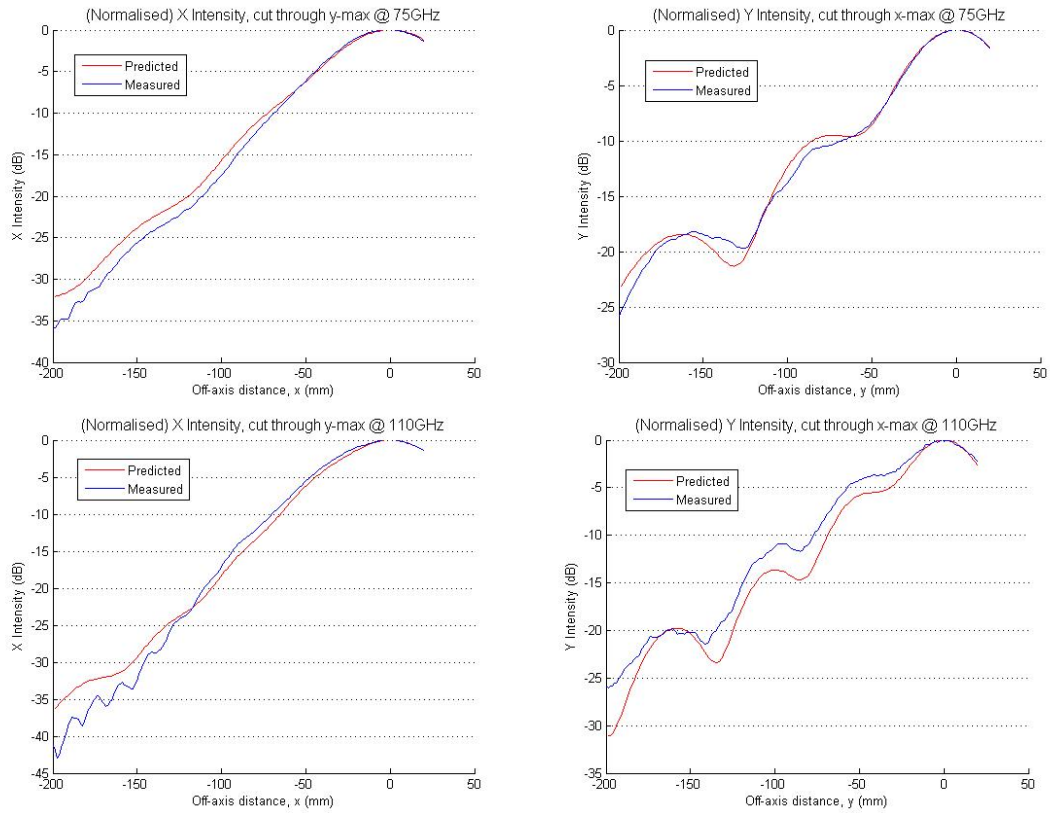 (Normalised) X Intensity, cut through y-max @ 75GHz
0
-5
-10
-15
-20
-25
-30
-35
-40
X Intensity (dB)
Predicted
Measured
-200 -150 -100 -50 0 50
Off-axis distance, x (mm)
(Normalised) Y Intensity, cut through x-max @ 75GHz
0
-5
-10
-15
-20
-25
-30
Y Intensity (dB)
Predicted
Measured
-200 -150 -100 -50 0 50
Off-axis distance, y (mm)
(Normalised) X Intensity, cut through y-max @ 110GHz
0
-5
-10
-15
-20
-25
-30
-35
-40
-45
X Intensity (dB)
Predicted
Measured
-200 -150 -100 -50 0 50
Off-axis distance, x (mm)
(Normalised) Y Intensity, cut through x-max @ 110GHz
0
-5
-10
-15
-20
-25
-30
-35
Y Intensity (dB)
Predicted
Measured
-200 -150 -100 -50 0 50
Off-axis distance, y (mm)